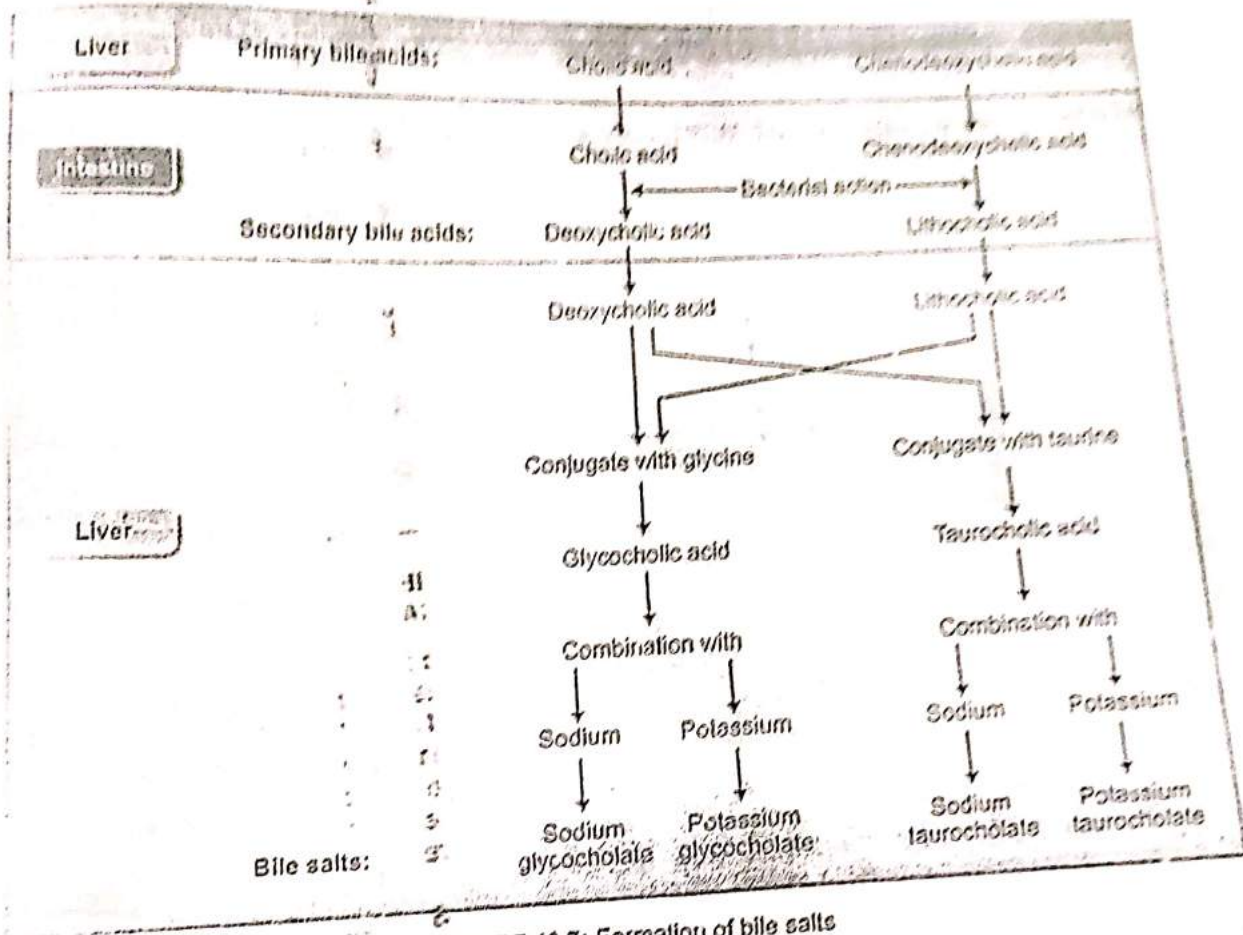 Liver Primary bile acids: Cholic acid Chenodeoxycholic acid
Intestine
Cholic acid Chenodeoxycholic acid
Bacterial action
Secondary bile acids: Deoxycholic acid Lithocholic acid
Deoxycholic acid Lithocholic acid
Conjugate with glycine Conjugate with taurine
Liver
Glycocholic acid Taurocholic acid
Combination with Combination with
Sodium Potassium Sodium Potassium
Bile salts:
Sodium glycocholate
Potassium glycocholate
Sodium taurocholate
Potassium taurocholate
Formation of bile salts